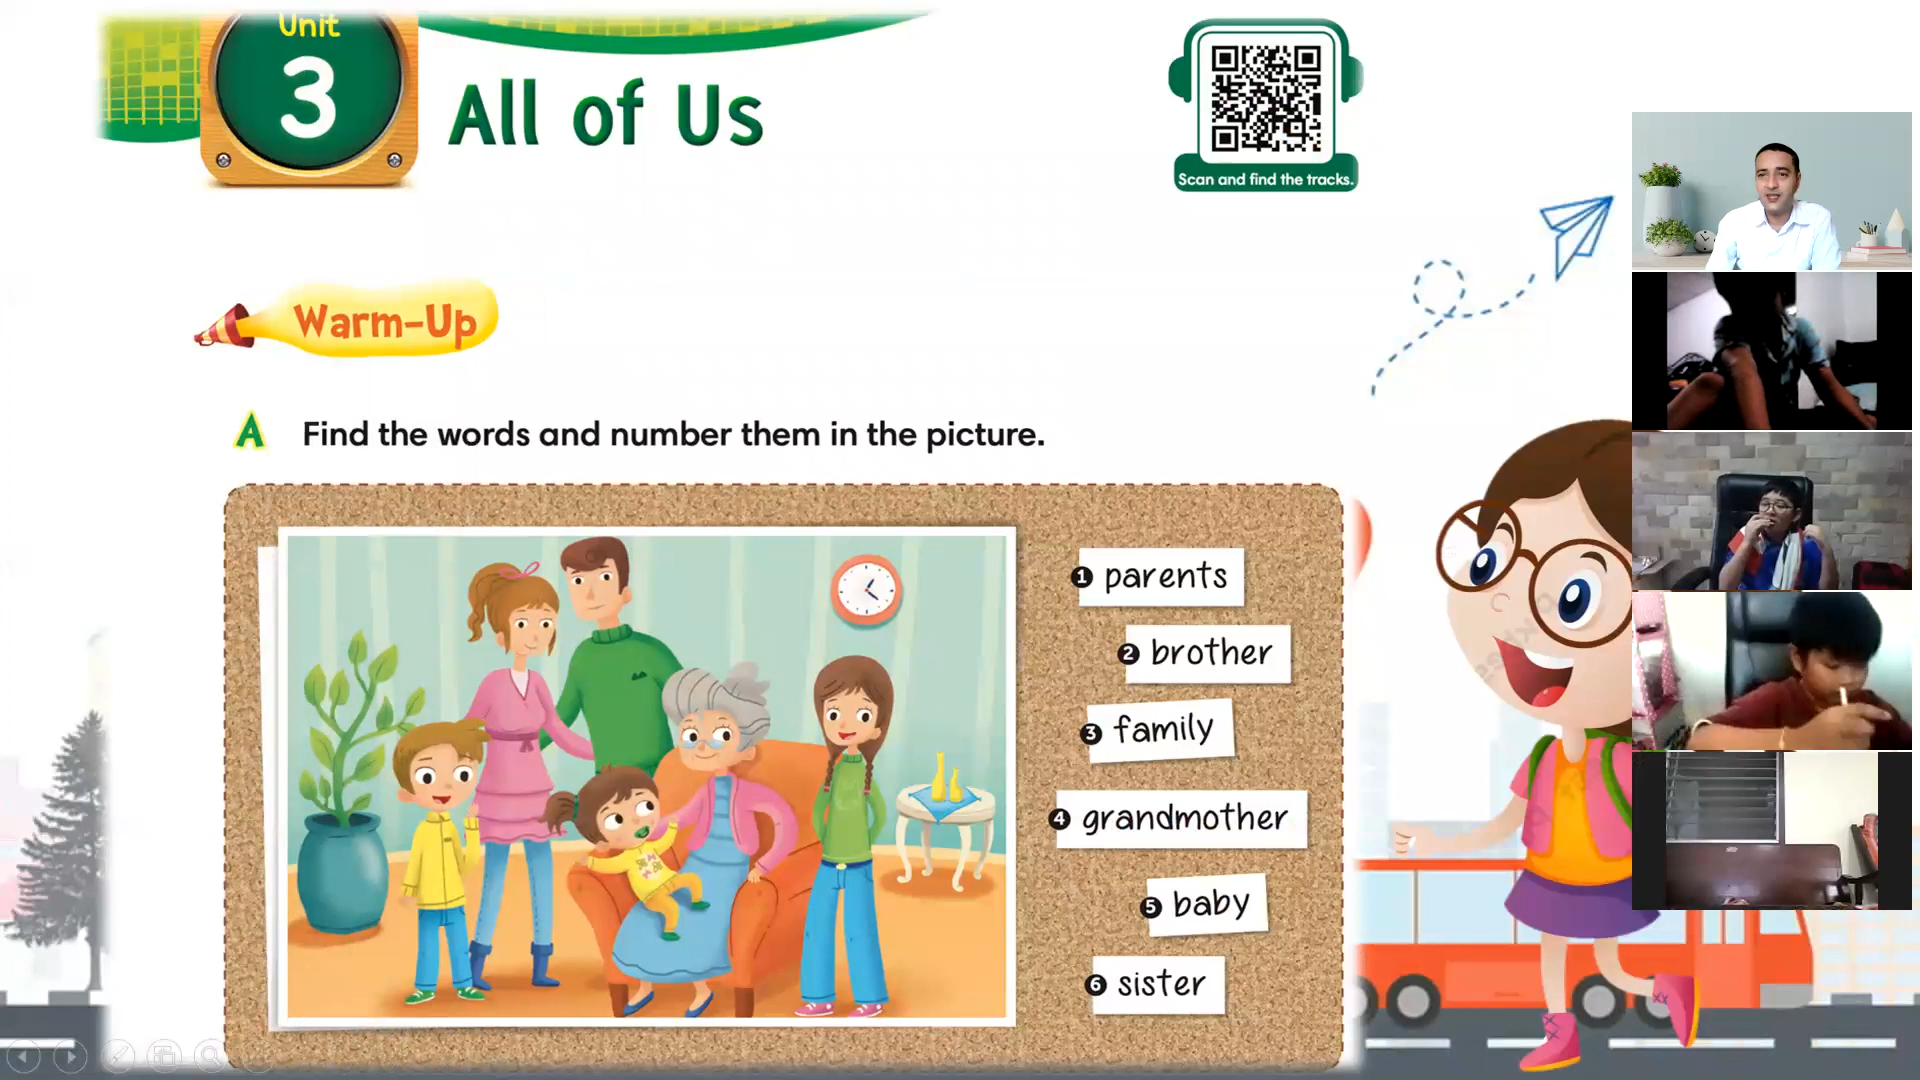 Unit
3
All of Us
Scan and find the tracks.
Warm-Up
A Find the words and number them in the picture.
1 parents
2 brother
3 family
4 grandmother
5 baby
6 sister